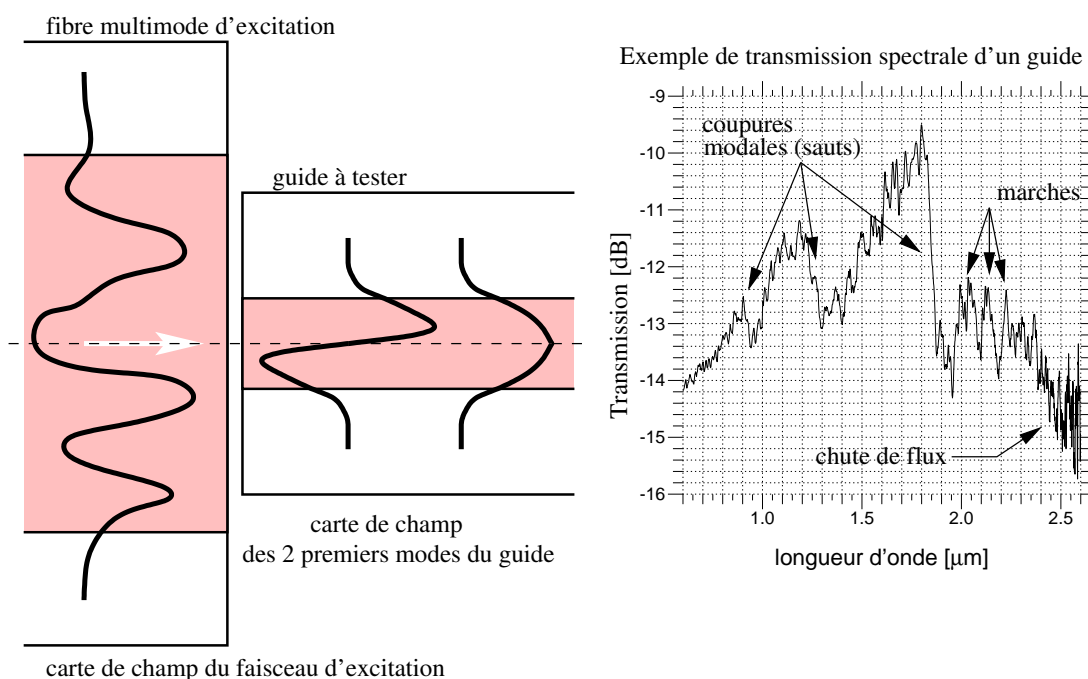 fibre multimode d'excitation
guide à tester
carte de champ
des 2 premiers modes du guide
carte de champ du faisceau d'excitation
Exemple de transmission spectrale d'un guide
-9
-10
-11
-12
-13
-14
-15
-16
Transmission [dB]
coupures
modales (sauts)
marches
chute de flux
1.0 1.5 2.0 2.5
longueur d'onde [μm]